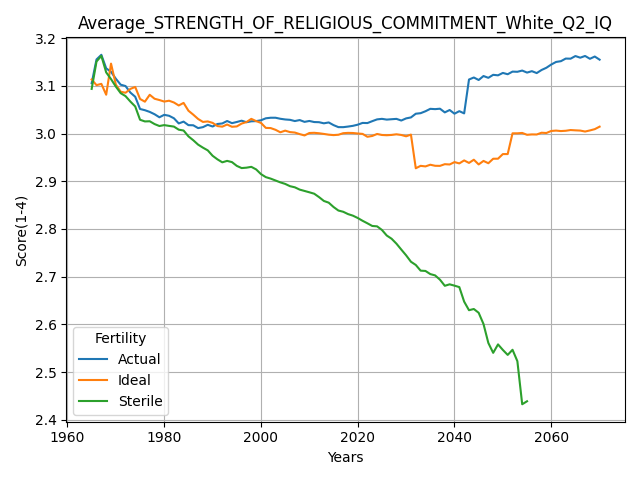 Average_STRENGTH_OF_RELIGIOUS_COMMITMENT_White_Q2_IQ
3.2
3.1
3.0
2.9
2.8
2.7
2.6
2.5
2.4
Score(1-4)
Fertility
Actual
Ideal
Sterile
1960
1980
2000
2020
2040
2060
Years